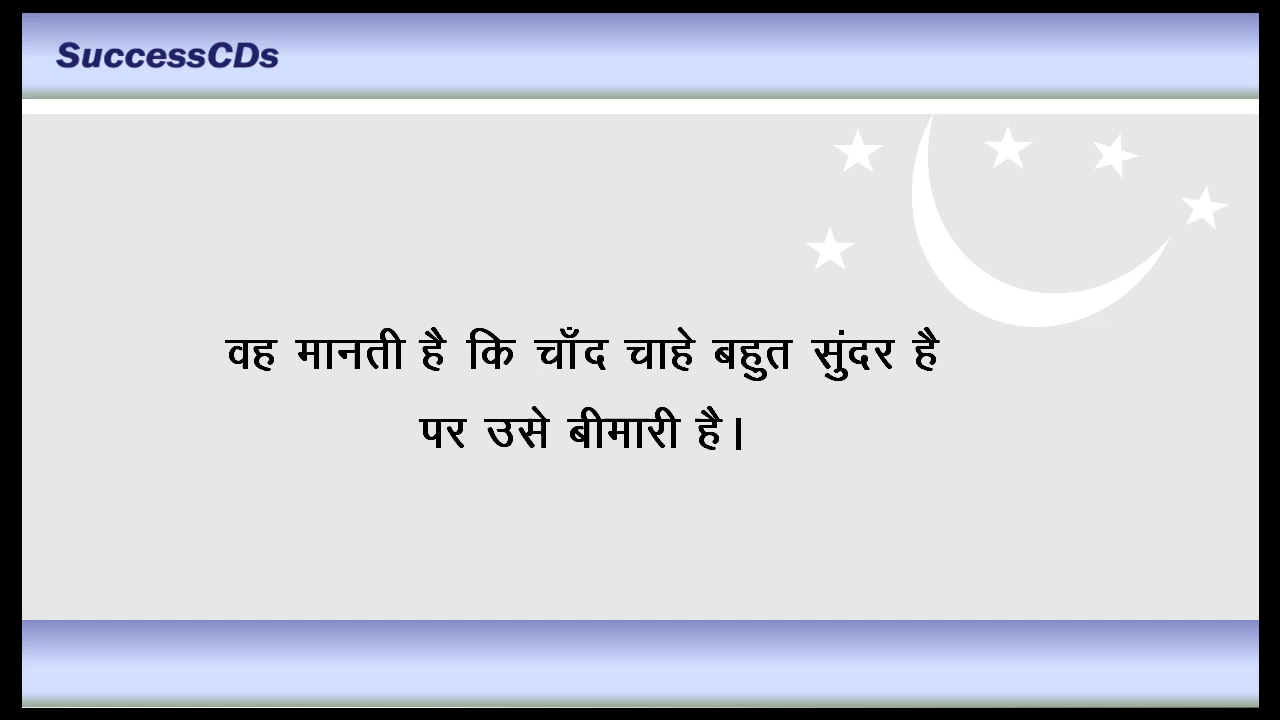 SuccessCDs
वह मानती है कि चाँद चाहे बहुत सुंदर है
पर उसे बीमारी है।